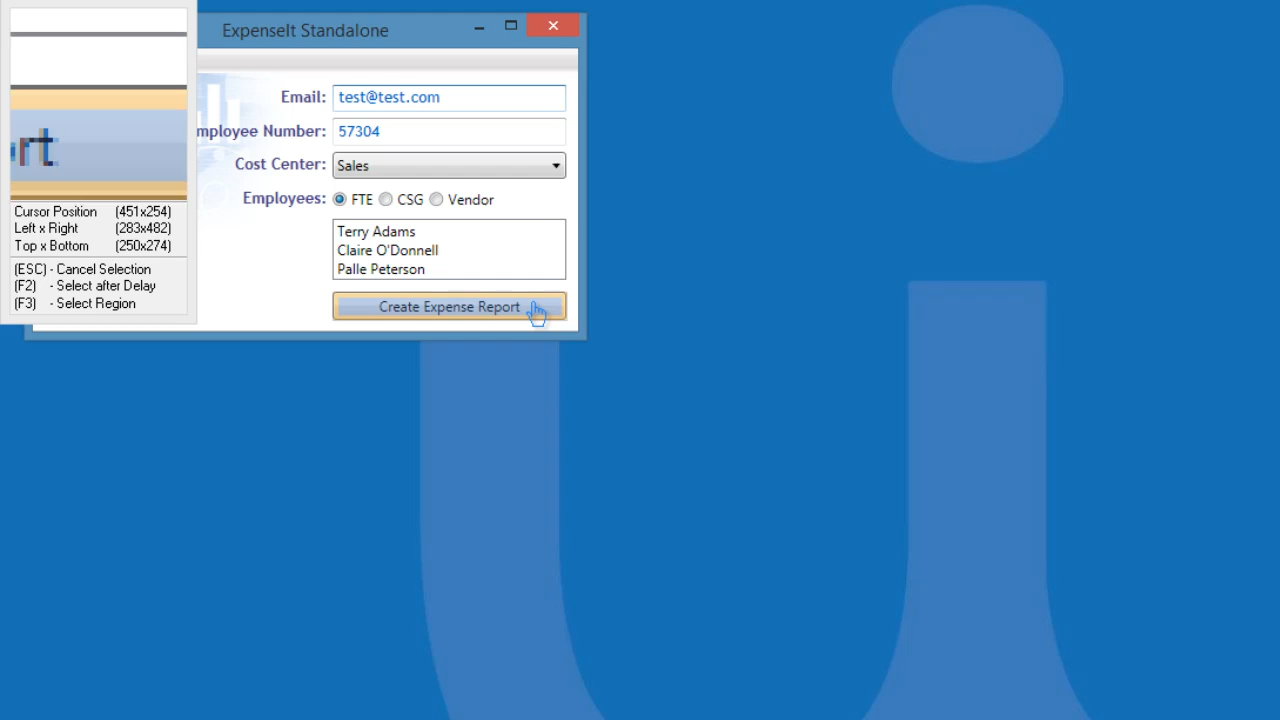 ExpenseIt Standalone
Email: test@test.com
mployee Number: 57304
Cost Center: Sales
Employees: FTE CSG Vendor
Terry Adams
Claire O'Donnell
Palle Peterson
Create Expense Report
rt
Cursor Position (451x254)
Left x Right (283x482)
Top x Bottom (250x274)
(ESC) - Cancel Selection
(F2) - Select after Delay
(F3) - Select Region